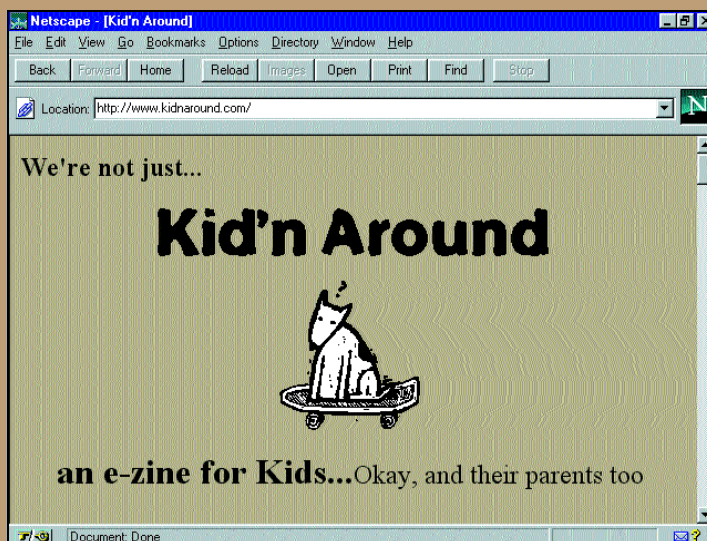 Netscape - [Kid'n Around]
File Edit View Go Bookmarks Options Directory Window Help
Back Forward Home Reload Images Open Print Find Stop
Location: http://www.kidnaround.com/
N
We're not just...
Kid'n Around
?
an e-zine for Kids...Okay, and their parents too
Document: Done
?